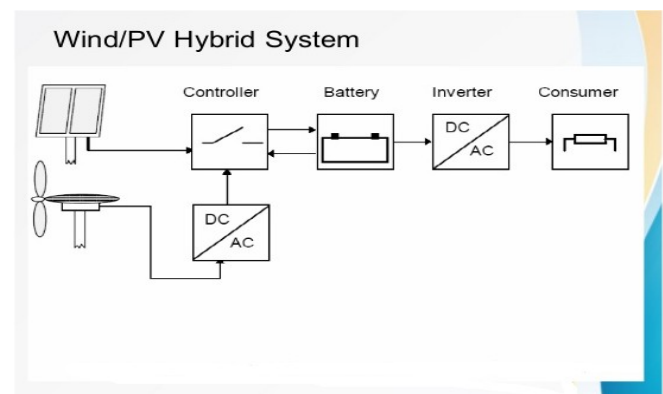 Wind/PV Hybrid System
Controller Battery Inverter Consumer
DC
AC
DC
AC